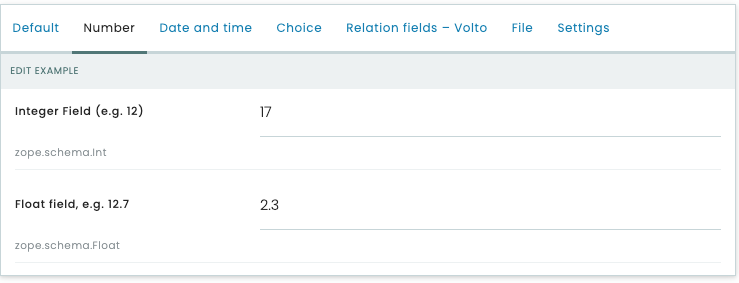 Default Number Date and time Choice Relation fields – Volto File Settings
EDIT EXAMPLE
Integer Field (e.g. 12) 17
zope.schema.Int
Float field, e.g. 12.7 2.3
zope.schema.Float